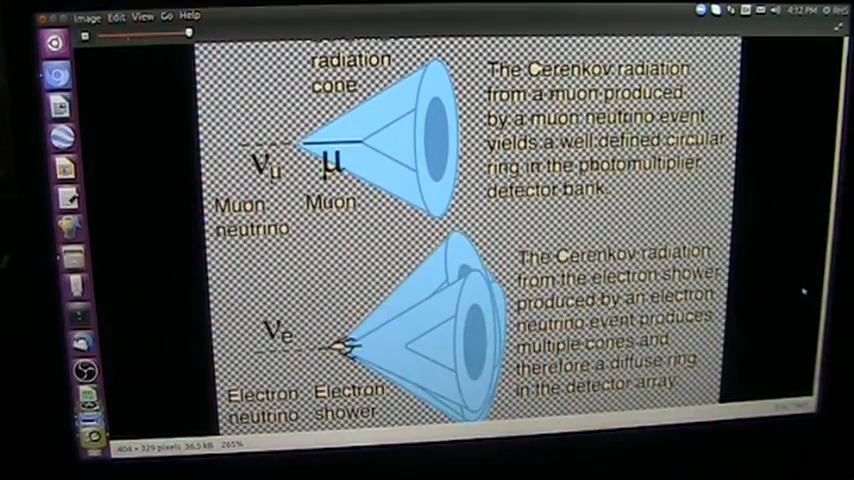 Image Edit View Go Help
4:12 PM
radiation
cone
The Cerenkov radiation
from a muon produced
by a muon neutrino event
yields a well defined circular
ring in the photomultiplier
detector bank.
νμ
μ
Muon
neutrino
Muon
The Cerenkov radiation
from the electron shower
produced by an electron
neutrino event produces
multiple cones and
therefore a diffuse ring
in the detector array.
νe
Electron
neutrino
Electron
shower
404 × 329 pixels 36.5 kB 265%